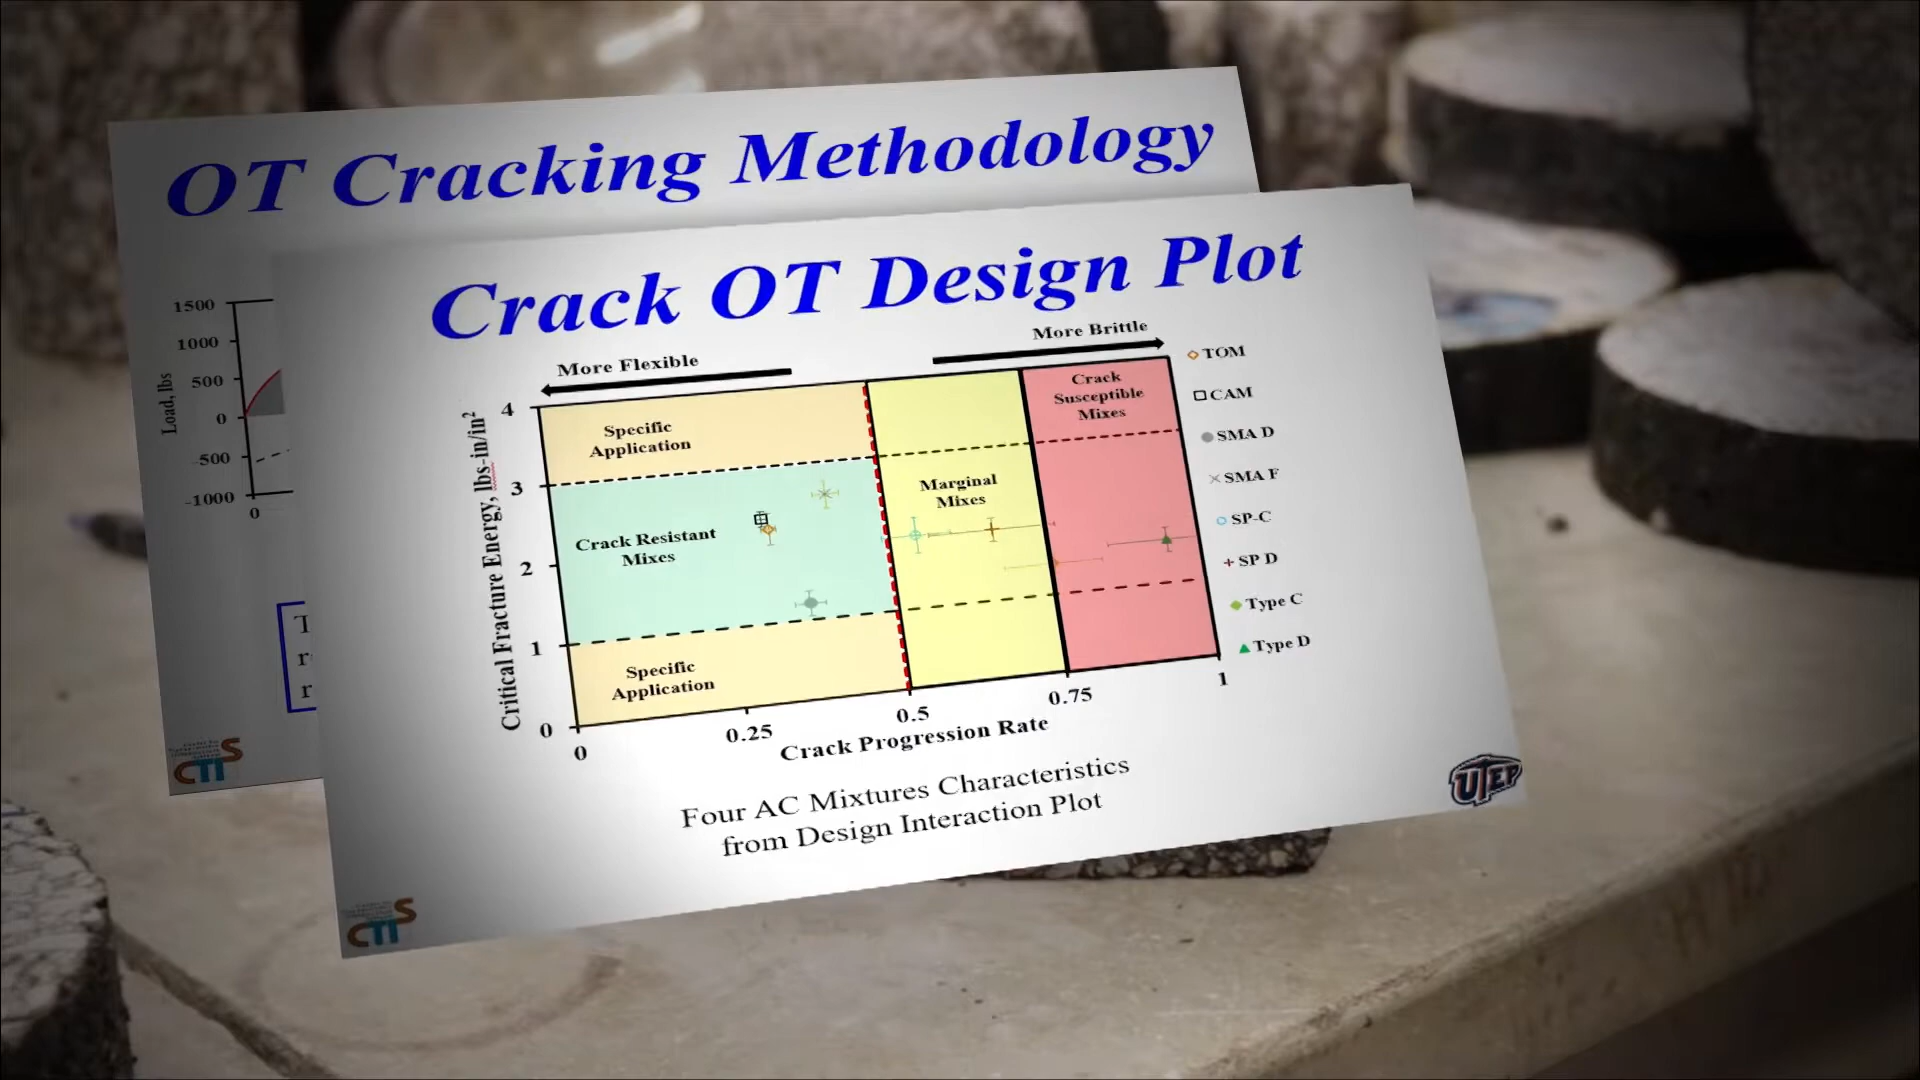 OT Cracking Methodology
1500
1000
500
0
-500
-1000
0
Load, lbs
T
r
r
CTIS
Crack OT Design Plot
More Flexible
More Brittle
4
3
2
1
0
0
0.25
0.5
0.75
1
Critical Fracture Energy, lbs-in/in²
Crack Progression Rate
Specific
Application
Crack Resistant
Mixes
Specific
Application
Marginal
Mixes
Crack
Susceptible
Mixes
TOM
CAM
SMA D
SMA F
SP-C
SP D
Type C
Type D
Four AC Mixtures Characteristics
from Design Interaction Plot
CTIS
UTEP